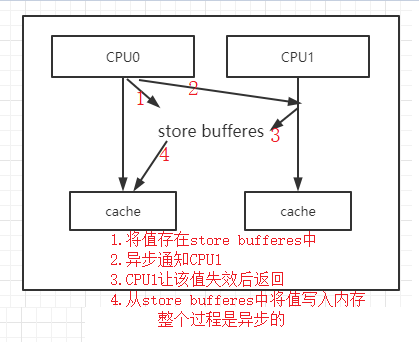 CPU0
CPU1
1
2
store bufferes
3
4
cache
cache
1.将值存在store bufferes中
2.异步通知CPU1
3.CPU1让该值失效后返回
4.从store bufferes中将值写入内存
整个过程是异步的